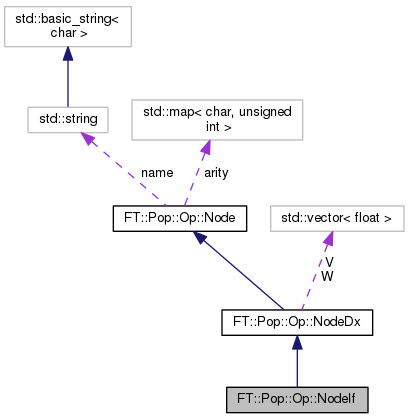 std::basic_string<
char >
std::string
std::map< char, unsigned
int >
name
arity
FT::Pop::Op::Node
std::vector< float >
V
W
FT::Pop::Op::NodeDx
FT::Pop::Op::NodeIf